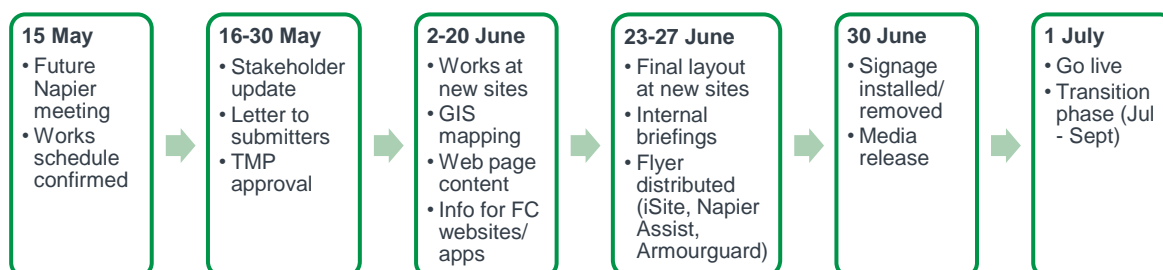 15 May
• Future
Napier
meeting
• Works
schedule
confirmed
16-30 May
• Stakeholder
update
• Letter to
submitters
• TMP
approval
2-20 June
• Works at
new sites
• GIS
mapping
• Web page
content
• Info for FC
websites/
apps
23-27 June
• Final layout
at new sites
• Internal
briefings
• Flyer
distributed
(iSite, Napier
Assist,
Armourguard)
30 June
• Signage
installed/
removed
• Media
release
1 July
• Go live
• Transition
phase (Jul
- Sept)